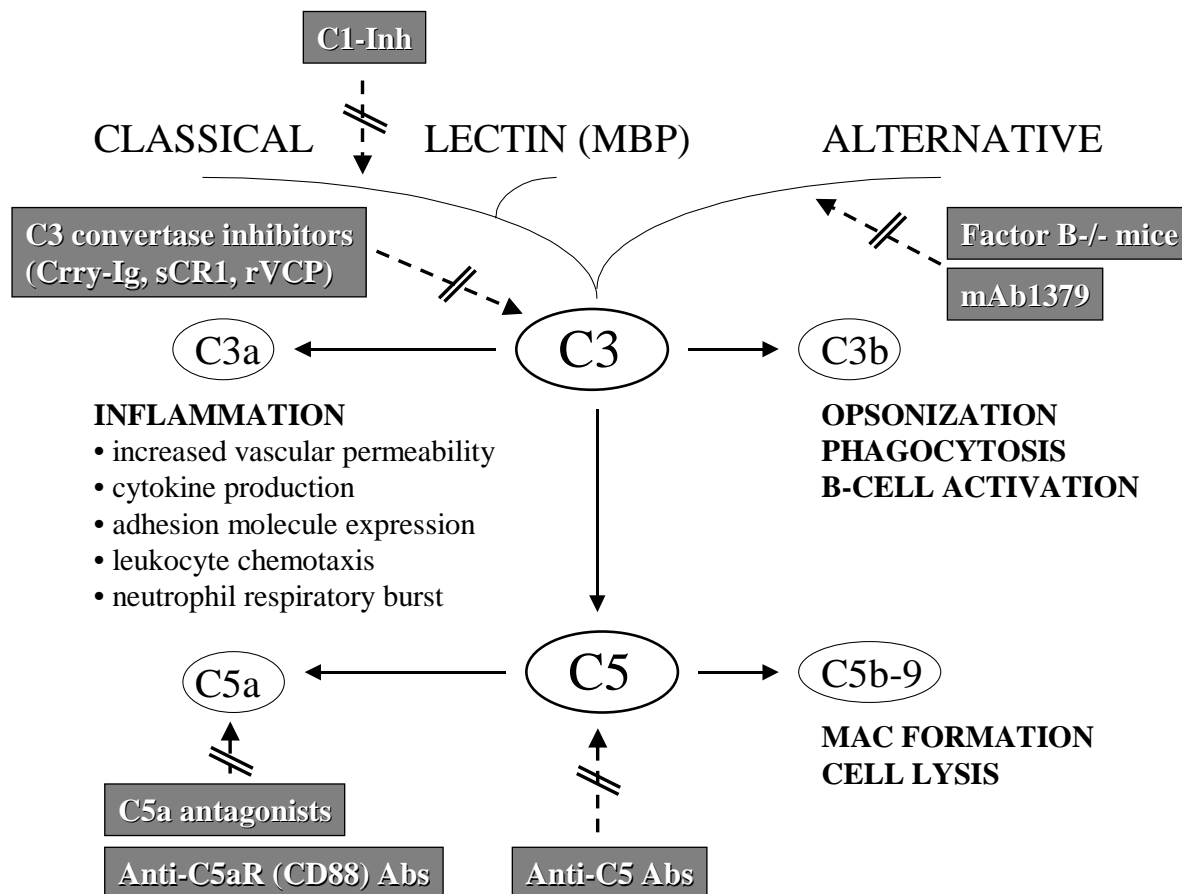 C1-Inh
CLASSICAL
LECTIN (MBP)
ALTERNATIVE
C3 convertase inhibitors
(Crry-Ig, sCR1, rVCP)
Factor B-/- mice
mAb1379
C3a
C3
C3b
INFLAMMATION
• increased vascular permeability
• cytokine production
• adhesion molecule expression
• leukocyte chemotaxis
• neutrophil respiratory burst
OPSONIZATION
PHAGOCYTOSIS
B-CELL ACTIVATION
C5a
C5
C5b-9
MAC FORMATION
CELL LYSIS
C5a antagonists
Anti-C5aR (CD88) Abs
Anti-C5 Abs